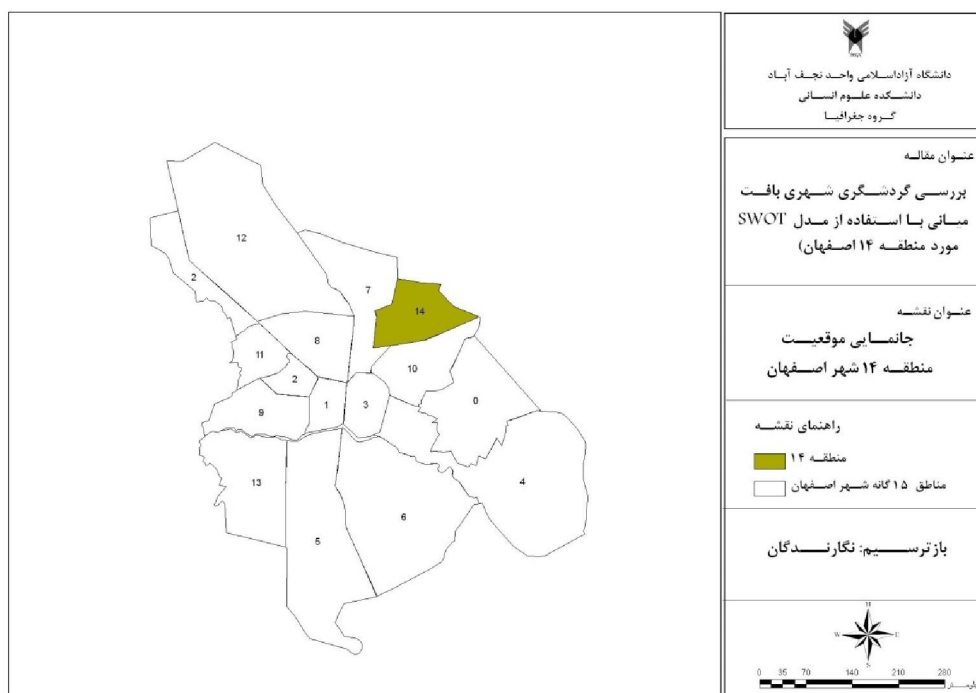 دانشگاه آزاداسلامی واحد نجف آباد
دانشکده علوم انسانی
گروه جغرافیا
عنوان مقاله
بررسی گردشگری شهری بافت
میانی با استفاده از مدل SWOT
مورد منطقه ۱۴ اصفهان)
عنوان نقشه
جانمایی موقعیت
منطقه ۱۴ شهر اصفهان
راهنمای نقشه
منطقه ۱۴
مناطق ۱۵ گانه شهر اصفهان
بازترسیم: نگارندگان
W E
S
0 35 70 140 210 280
12
2
7
14
8
11
2
10
1
3
0
9
4
13
6
5